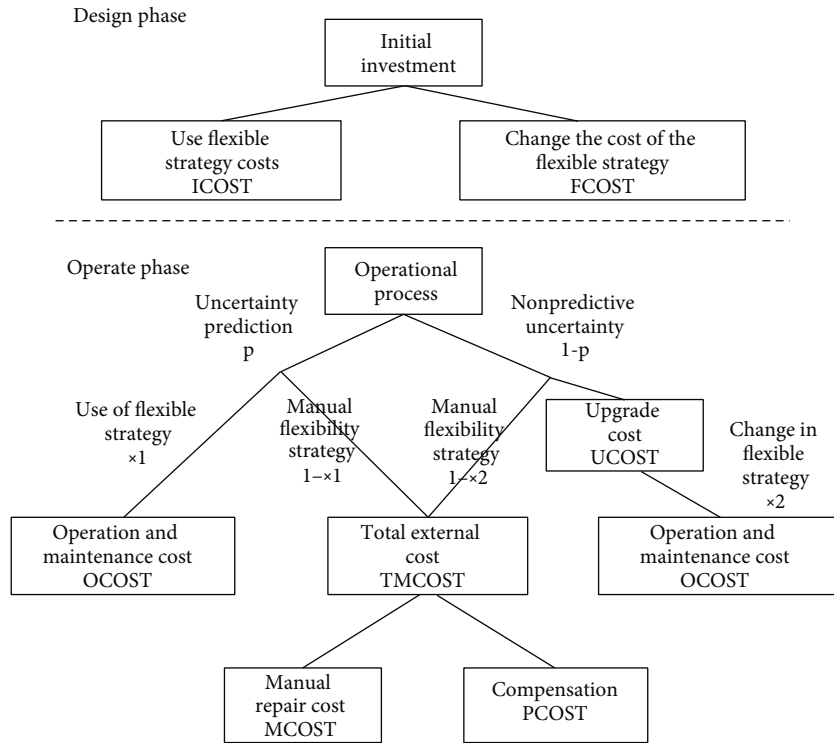 Design phase
Initial
investment
Use flexible
strategy costs
ICOST
Change the cost of the
flexible strategy
FCOST
Operate phase
Operational
process
Uncertainty
prediction
p
Nonpredictive
uncertainty
1-p
Use of flexible
strategy
×1
Manual
flexibility
strategy
1–×1
Manual
flexibility
strategy
1–×2
Upgrade
cost
UCOST
Change in
flexible
strategy
×2
Operation and
maintenance cost
OCOST
Total external
cost
TMCOST
Operation and
maintenance cost
OCOST
Manual
repair cost
MCOST
Compensation
PCOST